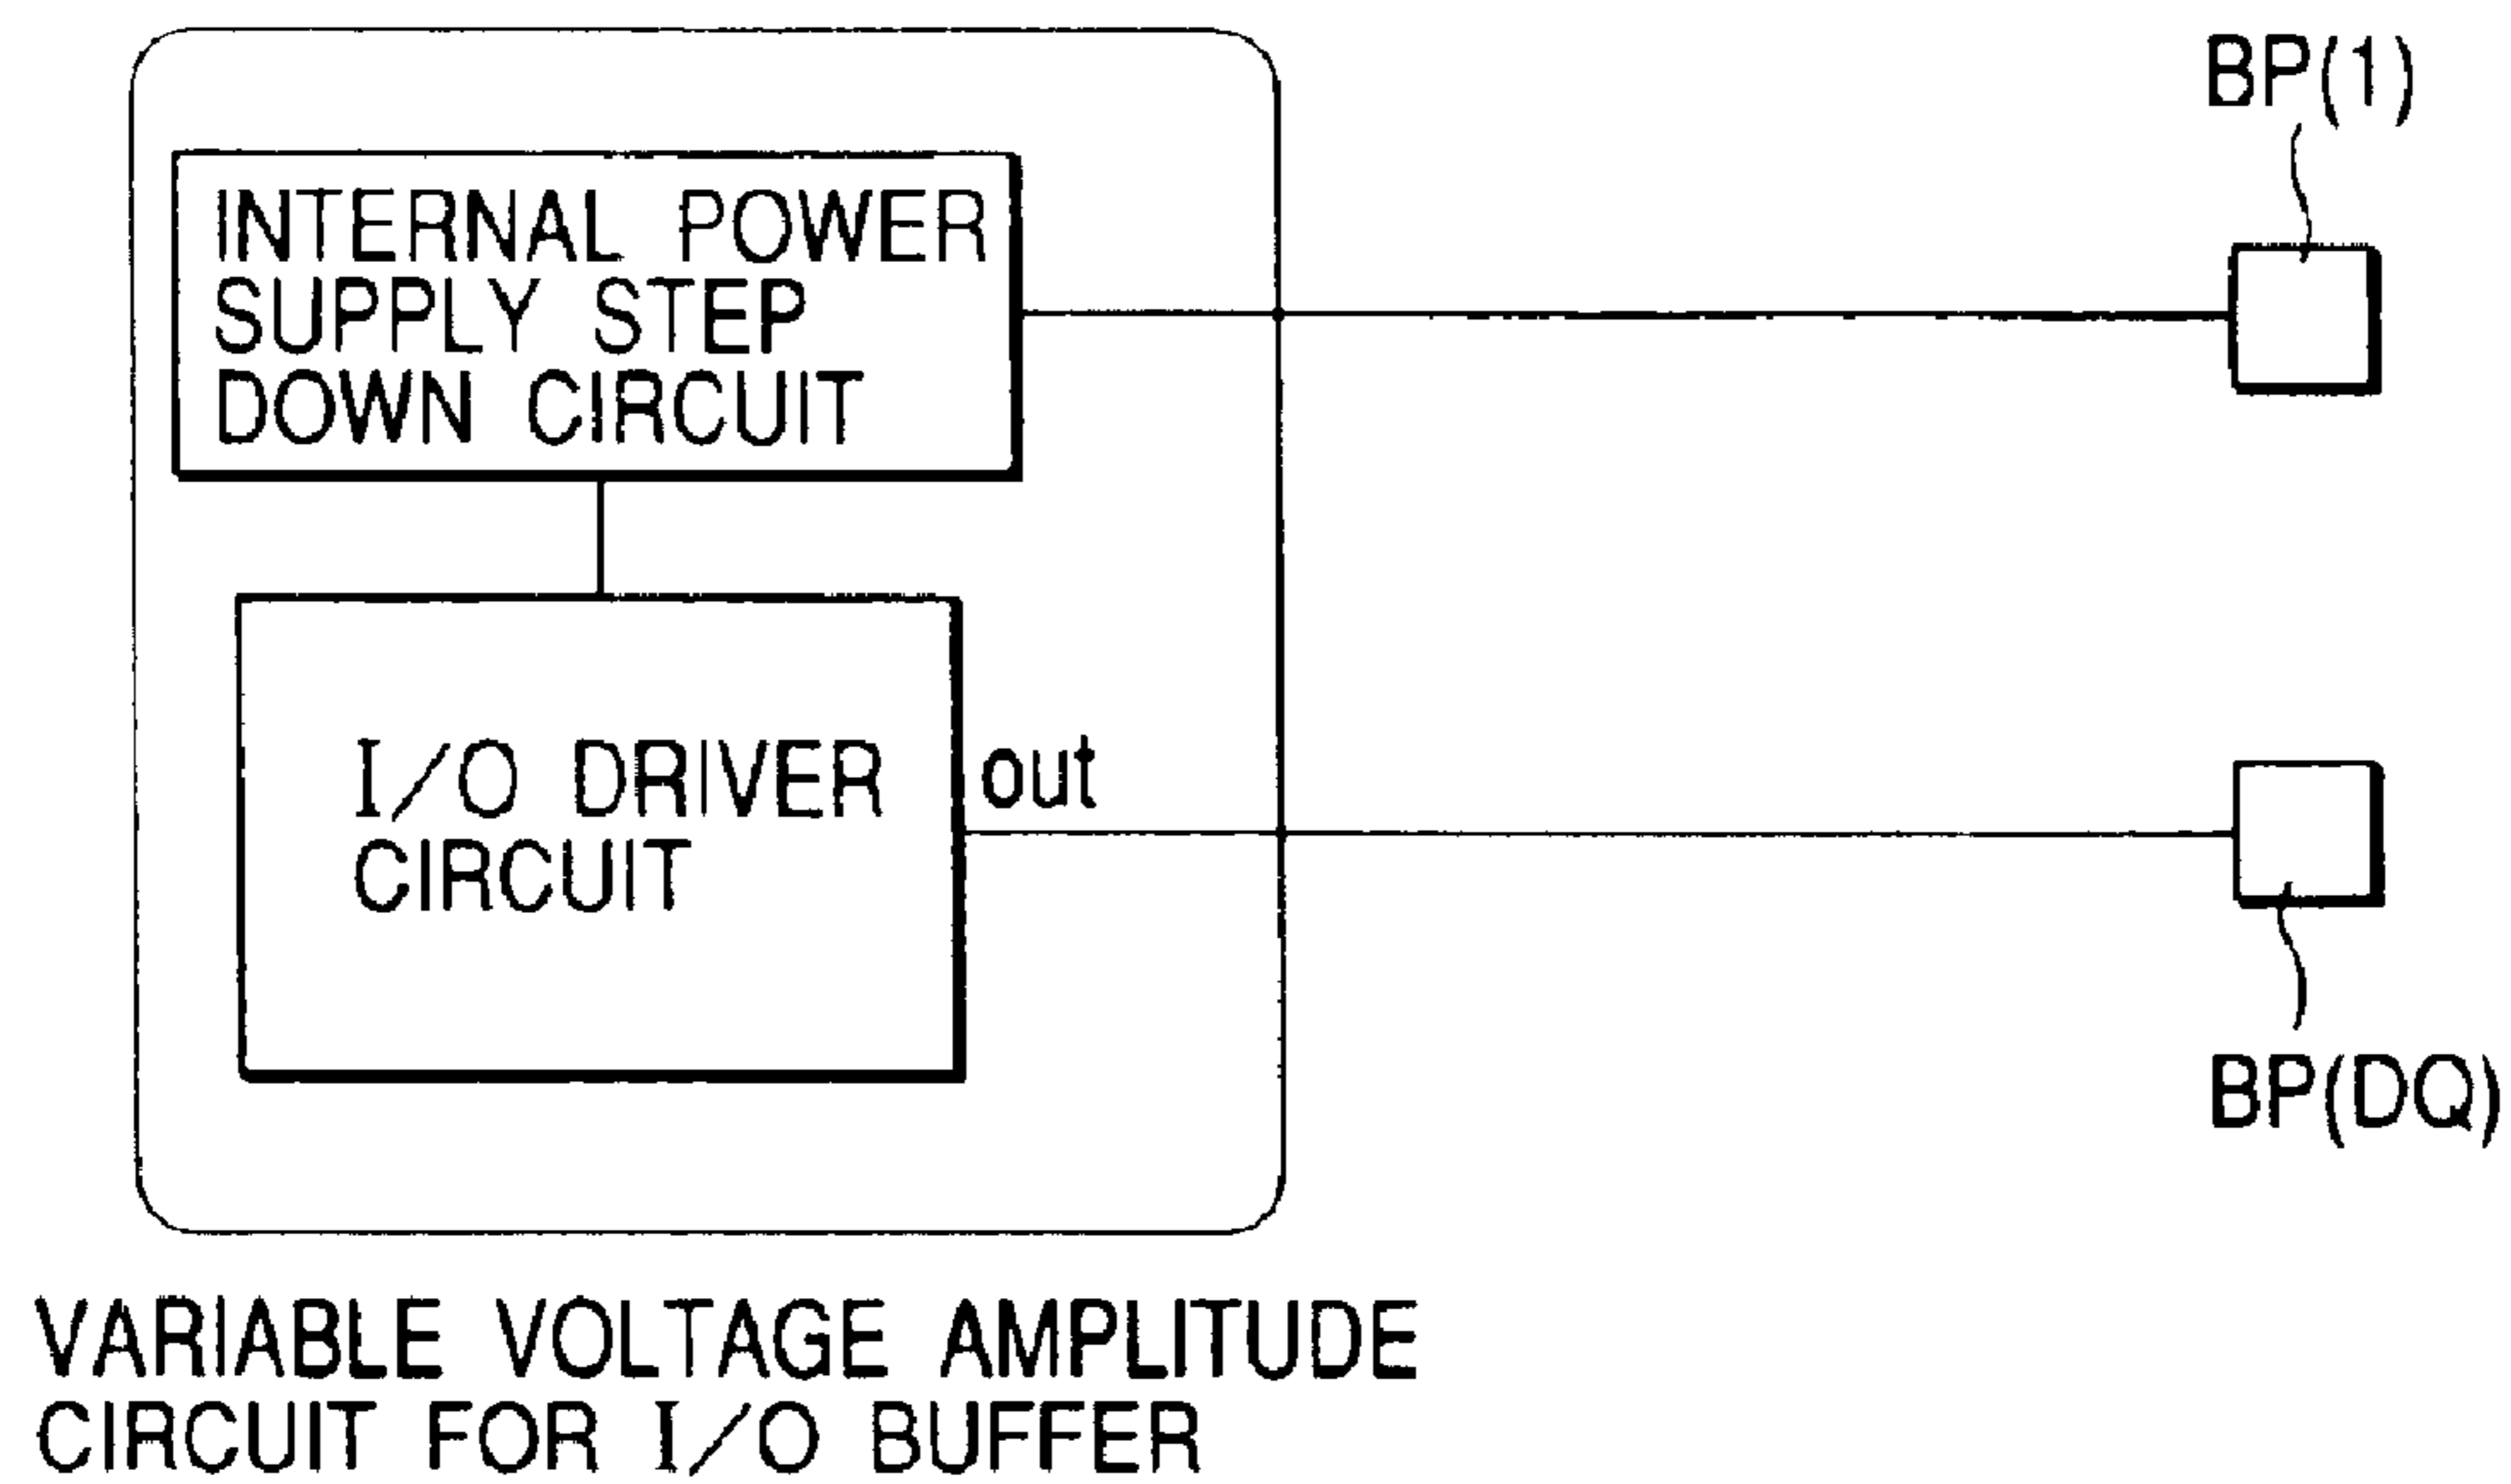 BP(1)
INTERNAL POWER
SUPPLY STEP
DOWN CIRCUIT
I/O DRIVER
CIRCUIT
out
BP(DQ)
VARIABLE VOLTAGE AMPLITUDE
CIRCUIT FOR I/O BUFFER